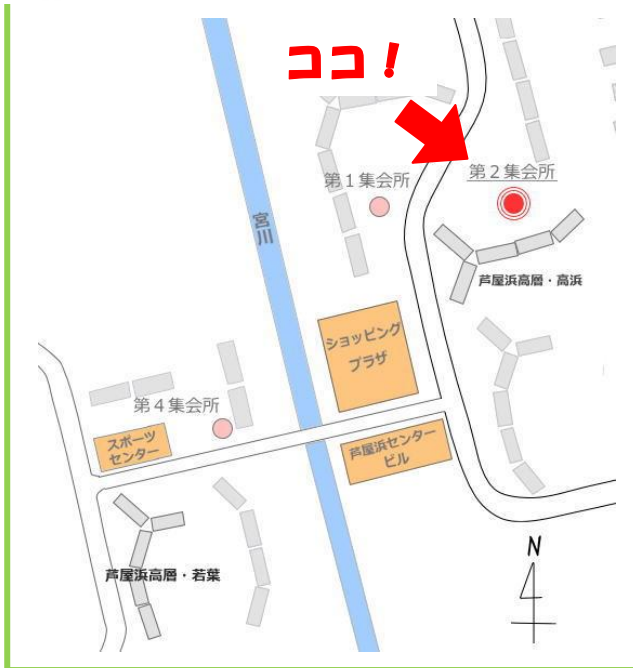 ココ！
第２集会所
第１集会所
宮川
芦屋浜高層・高浜
ショッピング
プラザ
第４集会所
スポーツ
センター
芦屋浜センター
ビル
N
芦屋浜高層・若葉